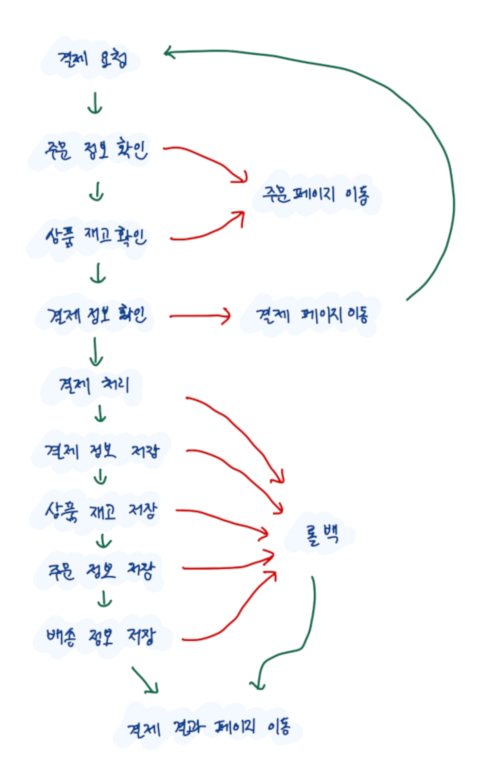 결제 요청
주문 정보 확인
주문 페이지 이동
상품 재고 확인
결제 정보 확인
결제 페이지 이동
결제 처리
결제 정보 저장
상품 재고 저장
롤백
주문 정보 저장
배송 정보 저장
결제 결과 페이지 이동